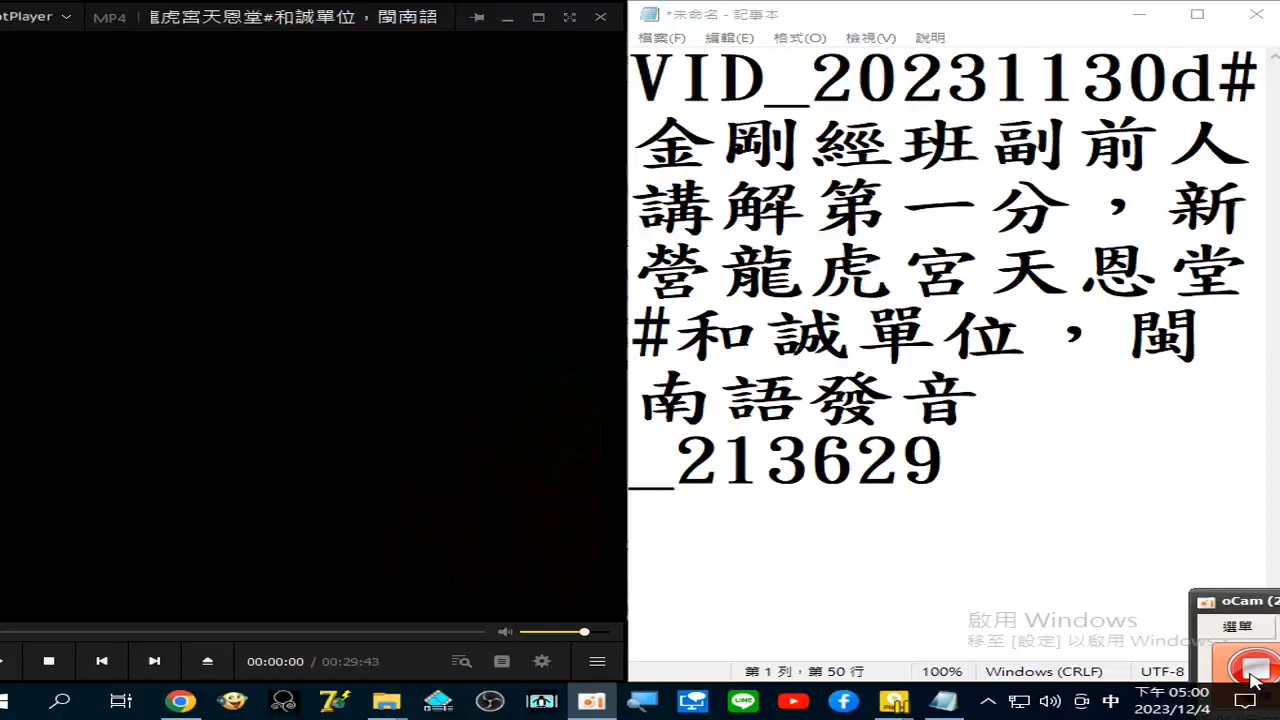 otPlayer
MP4
虎宮天恩堂#和誠單位，閩南語
00:00:00 / 00:29:43
*未命名 - 記事本
檔案(F) 編輯(E) 格式(O) 檢視(V) 說明
VID_20231130d#
金剛經班副前人
講解第一分，新
營龍虎宮天恩堂
#和誠單位，閩
南語發音
_213629
啟用 Windows
移至 [設定] 以啟用 Windows。
第 1 列，第 50 行 100% Windows (CRLF) UTF-8
oCam (2
選單
LINE
中
下午 05:00
2023/12/4